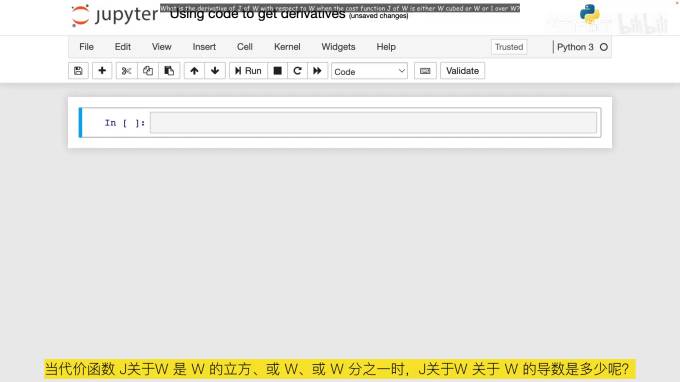 What is the derivative of J of W with respect to W when the cost function J of W is either W cubed or W or 1 over W?
jupyter Using code to get derivatives (unsaved changes)
bilibili
File Edit View Insert Cell Kernel Widgets Help Trusted Python 3
Run Code Validate
In [ ]:
当代价函数 J关于W 是 W 的立方、或 W、或 W 分之一时，J关于W 关于 W 的导数是多少呢？